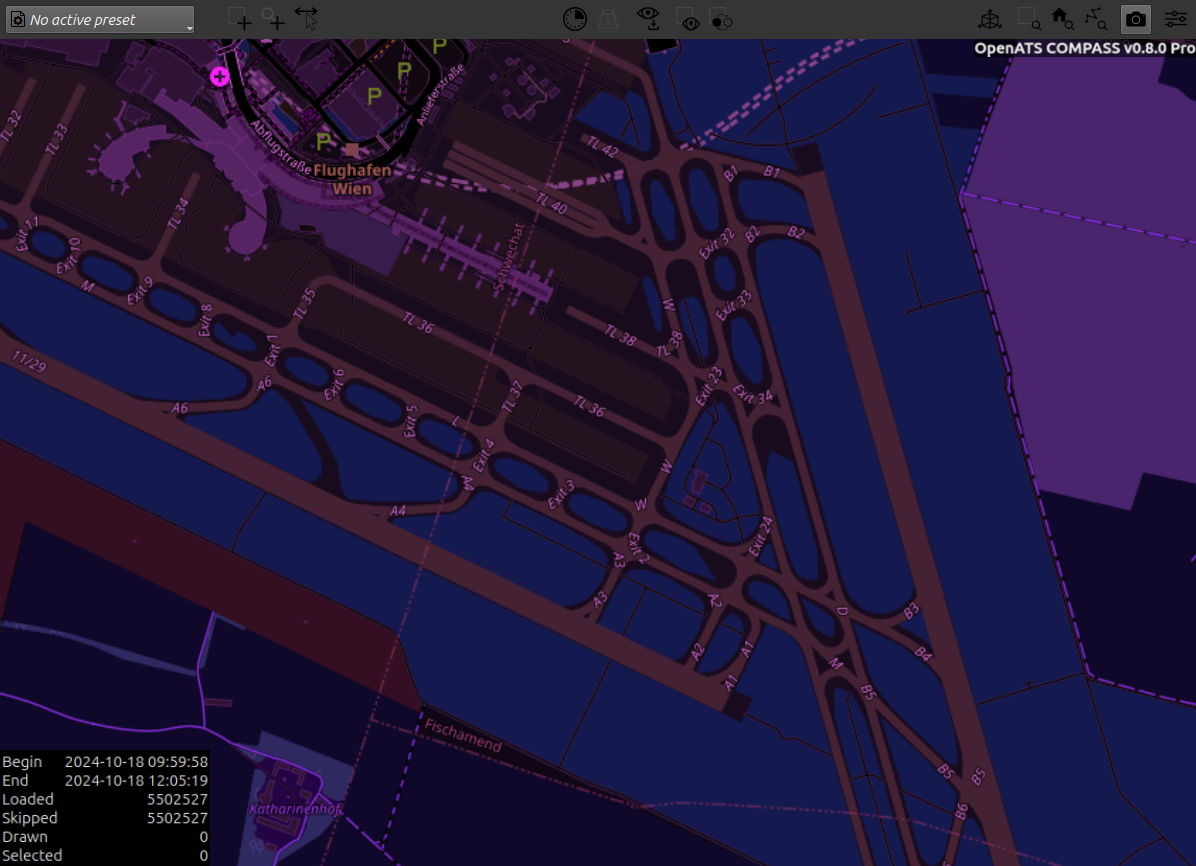 No active preset
OpenATS COMPASS v0.8.0 Pro
P
P
P
P
Anlieferstraße
Abflugstraße
Flughafen
Wien
TL 32
TL 33
TL 34
TL 35
TL 36
TL 36
TL 37
TL 38
TL 38
TL 40
TL 42
Schwechat
B1
B1
B2
B2
Exit 32
Exit 33
Exit 34
Exit 23
Exit 24
W
W
W
Exit 11
Exit 10
M
Exit 9
Exit 8
Exit 7
Exit 6
Exit 5
L
Exit 4
Exit 3
Exit 2
11/29
A6
A6
A4
A4
A3
A3
A2
A2
A1
A1
D
B3
B4
M
B5
B5
B5
B6
Fischamend
Katharinenhof
Begin 2024-10-18 09:59:58
End 2024-10-18 12:05:19
Loaded 5502527
Skipped 5502527
Drawn 0
Selected 0